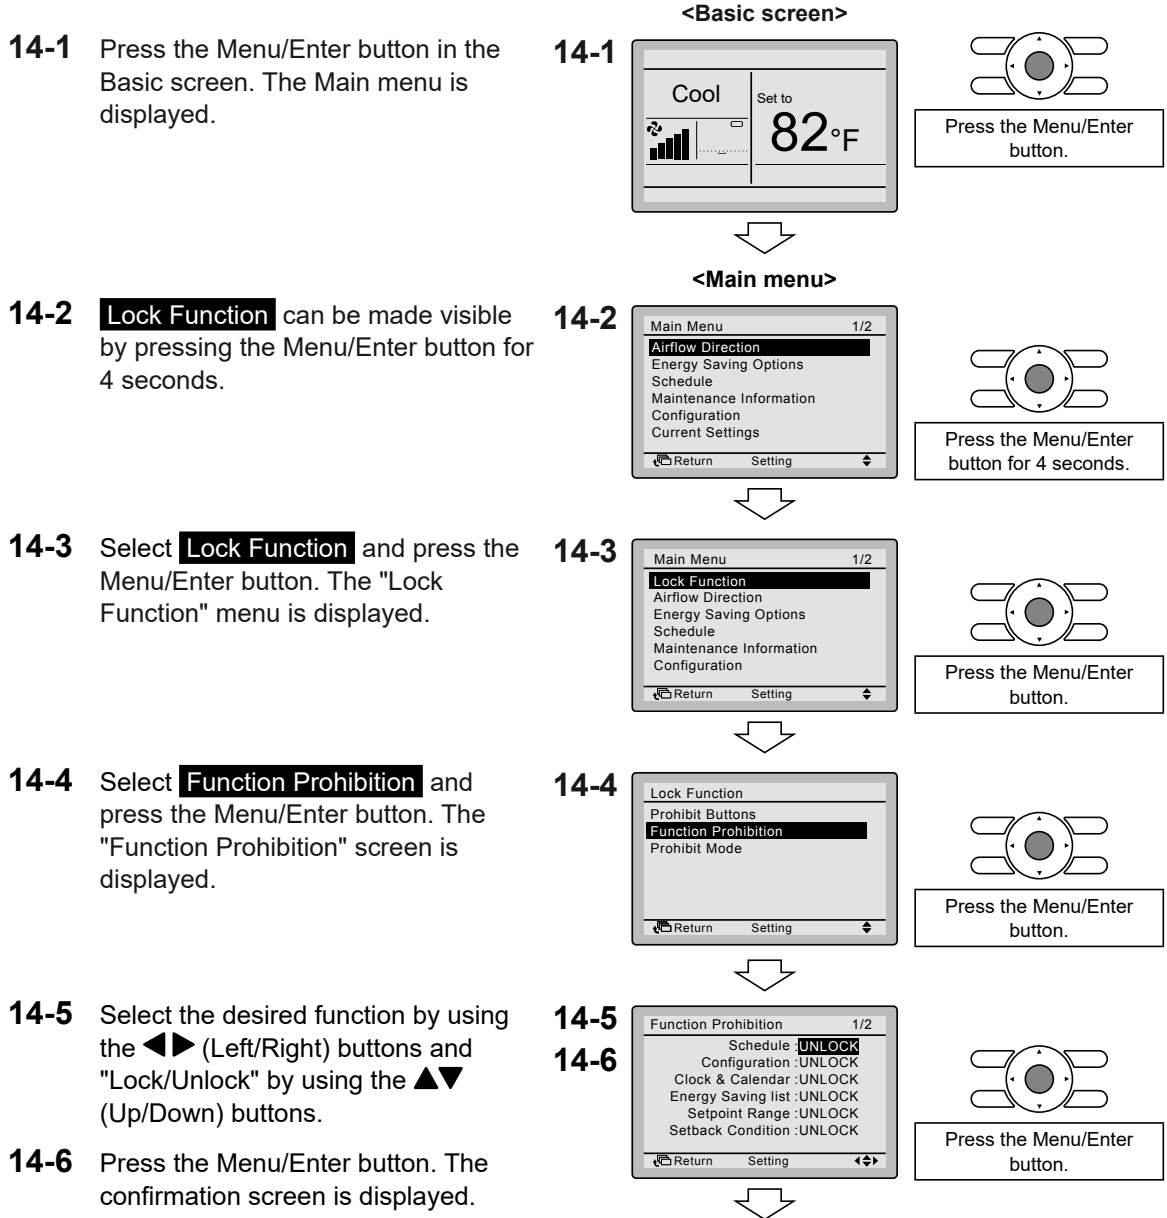 <Basic screen>
14-1 Press the Menu/Enter button in the
Basic screen. The Main menu is
displayed.
14-1
Cool
Set to
82°F
Press the Menu/Enter
button.
<Main menu>
14-2 Lock Function can be made visible
by pressing the Menu/Enter button for
4 seconds.
14-2
Main Menu 1/2
Airflow Direction
Energy Saving Options
Schedule
Maintenance Information
Configuration
Current Settings
Return Setting
Press the Menu/Enter
button for 4 seconds.
14-3 Select Lock Function and press the
Menu/Enter button. The "Lock
Function" menu is displayed.
14-3
Main Menu 1/2
Lock Function
Airflow Direction
Energy Saving Options
Schedule
Maintenance Information
Configuration
Return Setting
Press the Menu/Enter
button.
14-4 Select Function Prohibition and
press the Menu/Enter button. The
"Function Prohibition" screen is
displayed.
14-4
Lock Function
Prohibit Buttons
Function Prohibition
Prohibit Mode
Return Setting
Press the Menu/Enter
button.
14-5 Select the desired function by using
the ◀▶ (Left/Right) buttons and
"Lock/Unlock" by using the ▲▼
(Up/Down) buttons.
14-6 Press the Menu/Enter button. The
confirmation screen is displayed.
14-5
14-6
Function Prohibition 1/2
Schedule :UNLOCK
Configuration :UNLOCK
Clock & Calendar :UNLOCK
Energy Saving list :UNLOCK
Setpoint Range :UNLOCK
Setback Condition :UNLOCK
Return Setting
Press the Menu/Enter
button.